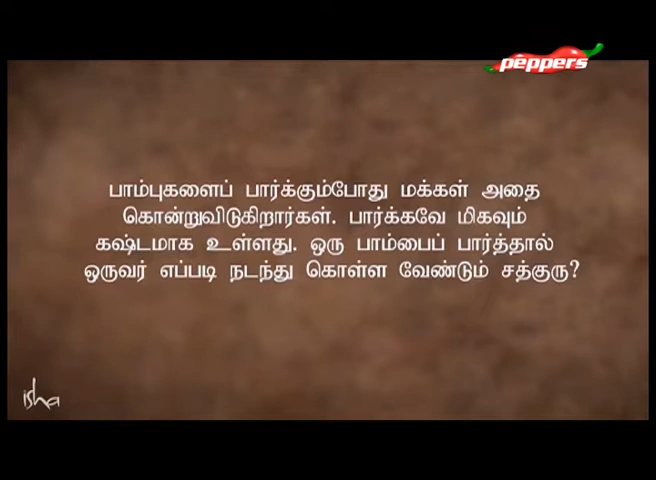 peppers
பாம்புகளைப் பார்க்கும்போது மக்கள் அதை
கொன்றுவிடுகிறார்கள். பார்க்கவே மிகவும்
கஷ்டமாக உள்ளது. ஒரு பாம்பைப் பார்த்தால்
ஒருவர் எப்படி நடந்து கொள்ள வேண்டும் சத்குரு?
isha